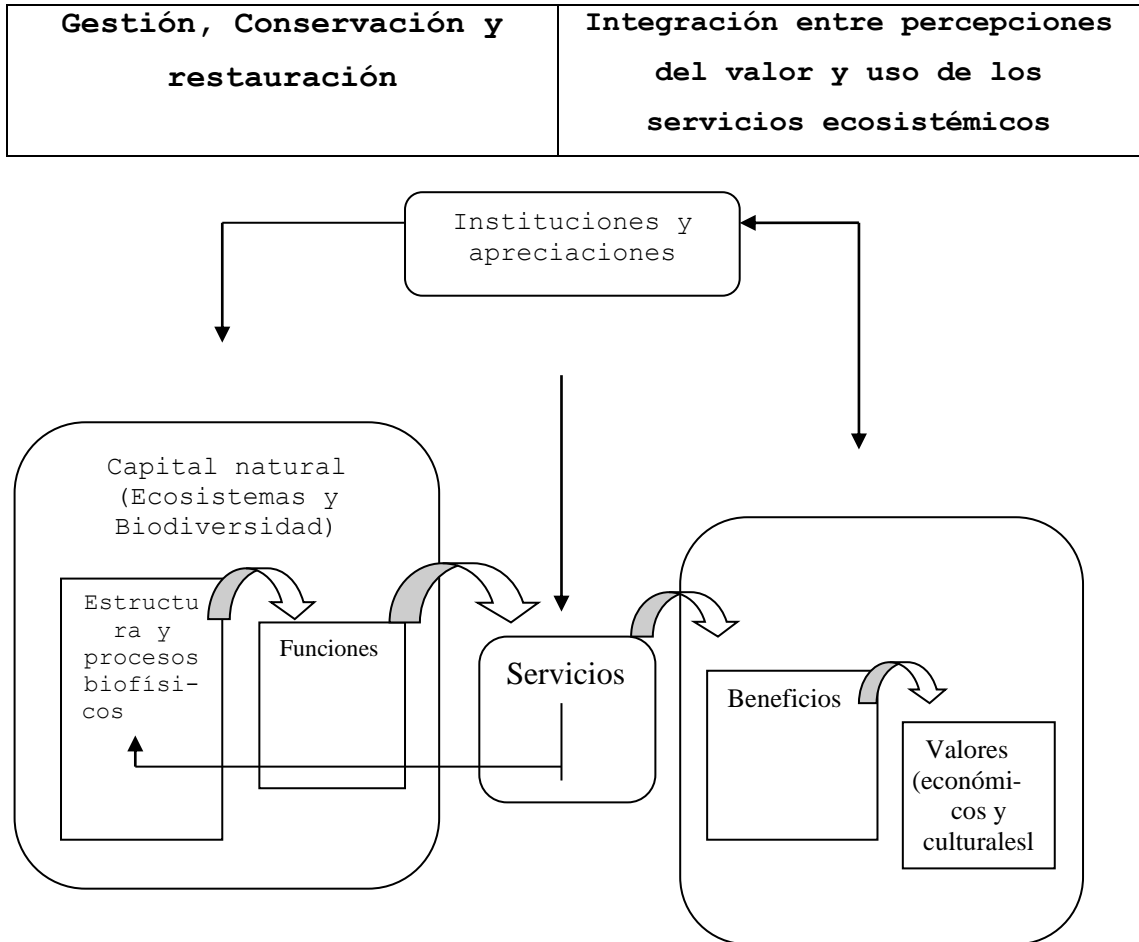 Gestión, Conservación y
restauración
Integración entre percepciones
del valor y uso de los
servicios ecosistémicos
Instituciones y
apreciaciones
Capital natural
(Ecosistemas y
Biodiversidad)
Estructu
ra y
procesos
biofísi-
cos
Funciones
Servicios
Beneficios
Valores
(económi-
cos y
culturalesl